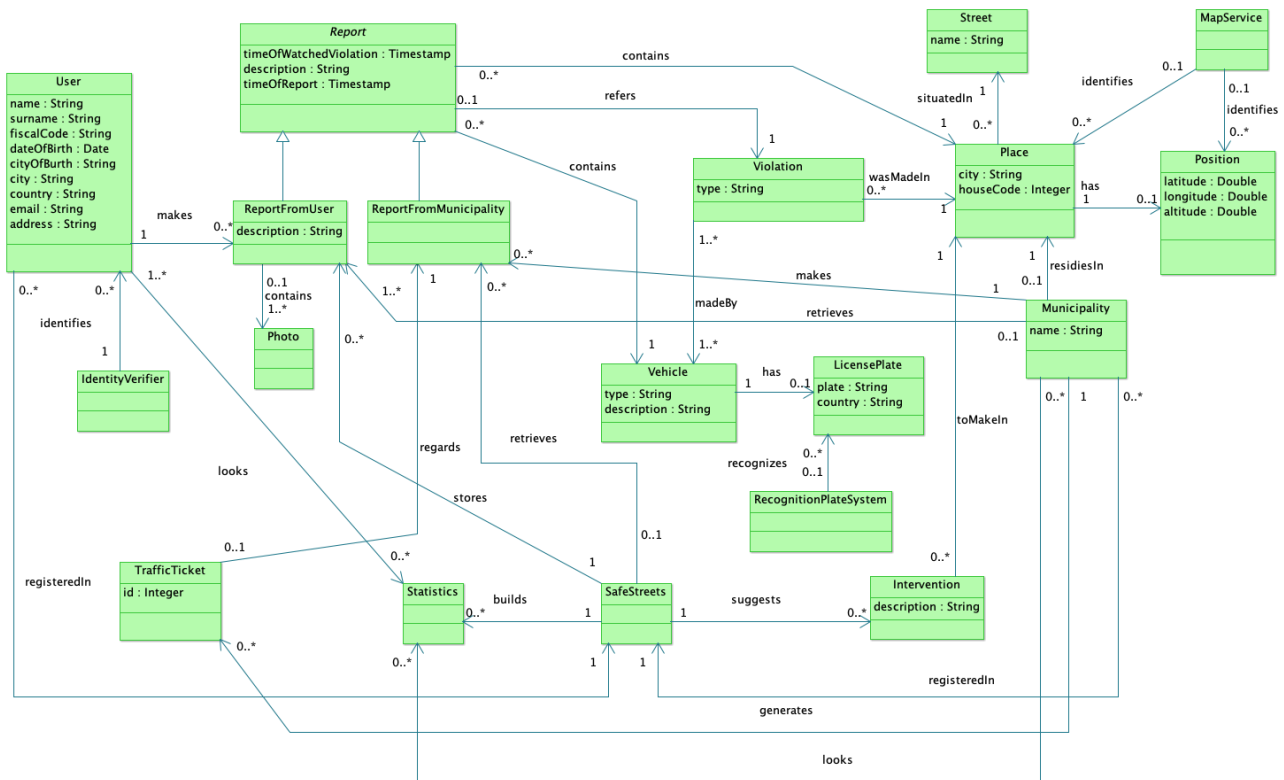 Report
timeOfWatchedViolation : Timestamp
description : String
timeOfReport : Timestamp
Street
name : String
MapService
User
name : String
surname : String
fiscalCode : String
dateOfBirth : Date
cityOfBurth : String
city : String
country : String
email : String
address : String
contains
0..*
1
refers
0..1
1
0..*
contains
1
situatedIn
1
0..*
identifies
0..1
0..*
0..1
identifies
0..*
Violation
type : String
wasMadeIn
0..*
1
Place
city : String
houseCode : Integer
has
1
0..1
Position
latitude : Double
longitude : Double
altitude : Double
makes
1
0..*
ReportFromUser
description : String
ReportFromMunicipality
0..*
makes
1
1
residiesIn
0..1
1
Municipality
name : String
1..*
retrieves
0..1
0..1
contains
1..*
Photo
0..*
1..*
0..*
identifies
1
IdentityVerifier
1
0..*
0..*
1..*
madeBy
1..*
Vehicle
type : String
description : String
has
1
0..1
LicensePlate
plate : String
country : String
0..*
recognizes
0..1
RecognitionPlateSystem
toMakeIn
0..*
0..*
1
0..*
regards
retrieves
looks
stores
0..1
0..1
1
0..*
registeredIn
TrafficTicket
id : Integer
Statistics
builds
0..*
1
SafeStreets
1
suggests
0..*
Intervention
description : String
0..*
0..*
1
1
registeredIn
generates
looks